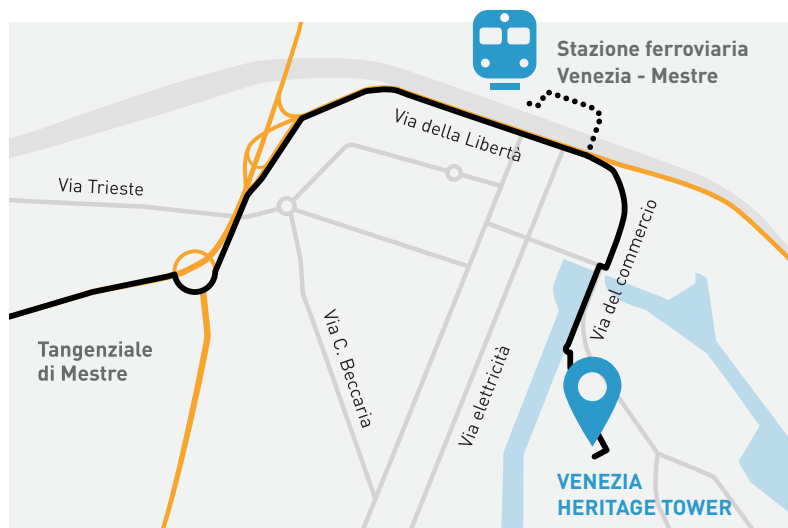 Stazione ferroviaria
Venezia - Mestre
Via della Libertà
Via Trieste
Via del commercio
Tangenziale
di Mestre
Via C. Beccaria
Via elettricità
VENEZIA
HERITAGE TOWER